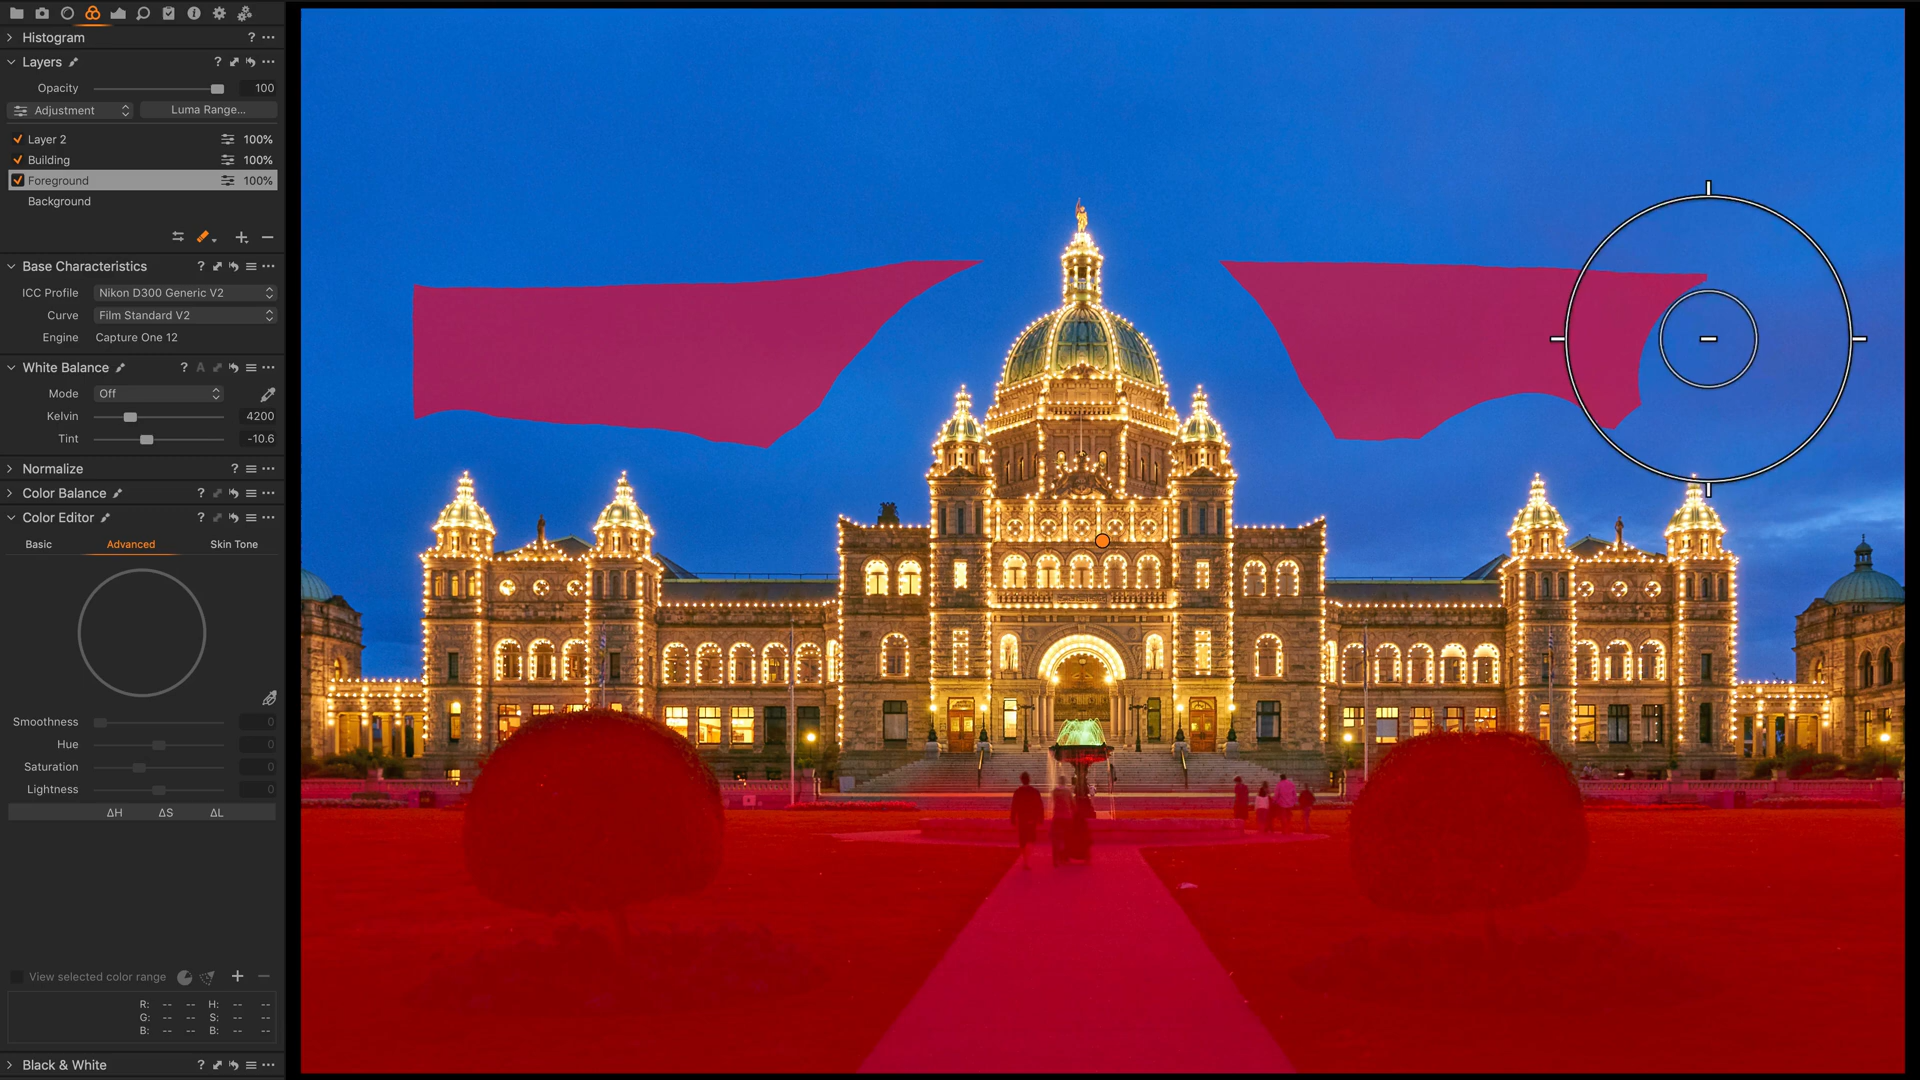 Histogram ? ...
Layers ? ...
Opacity 100
Adjustment Luma Range...
Layer 2 100%
Building 100%
Foreground 100%
Background
Base Characteristics ? ...
ICC Profile Nikon D300 Generic V2
Curve Film Standard V2
Engine Capture One 12
White Balance ? A ...
Mode Off
Kelvin 4200
Tint -10.6
Normalize ? ...
Color Balance ? ...
Color Editor ? ...
Basic Advanced Skin Tone
Smoothness 0
Hue 0
Saturation 0
Lightness 0
ΔH ΔS ΔL
View selected color range + −
R: -- -- H: -- --
G: -- -- S: -- --
B: -- -- B: -- --
Black & White ? ...